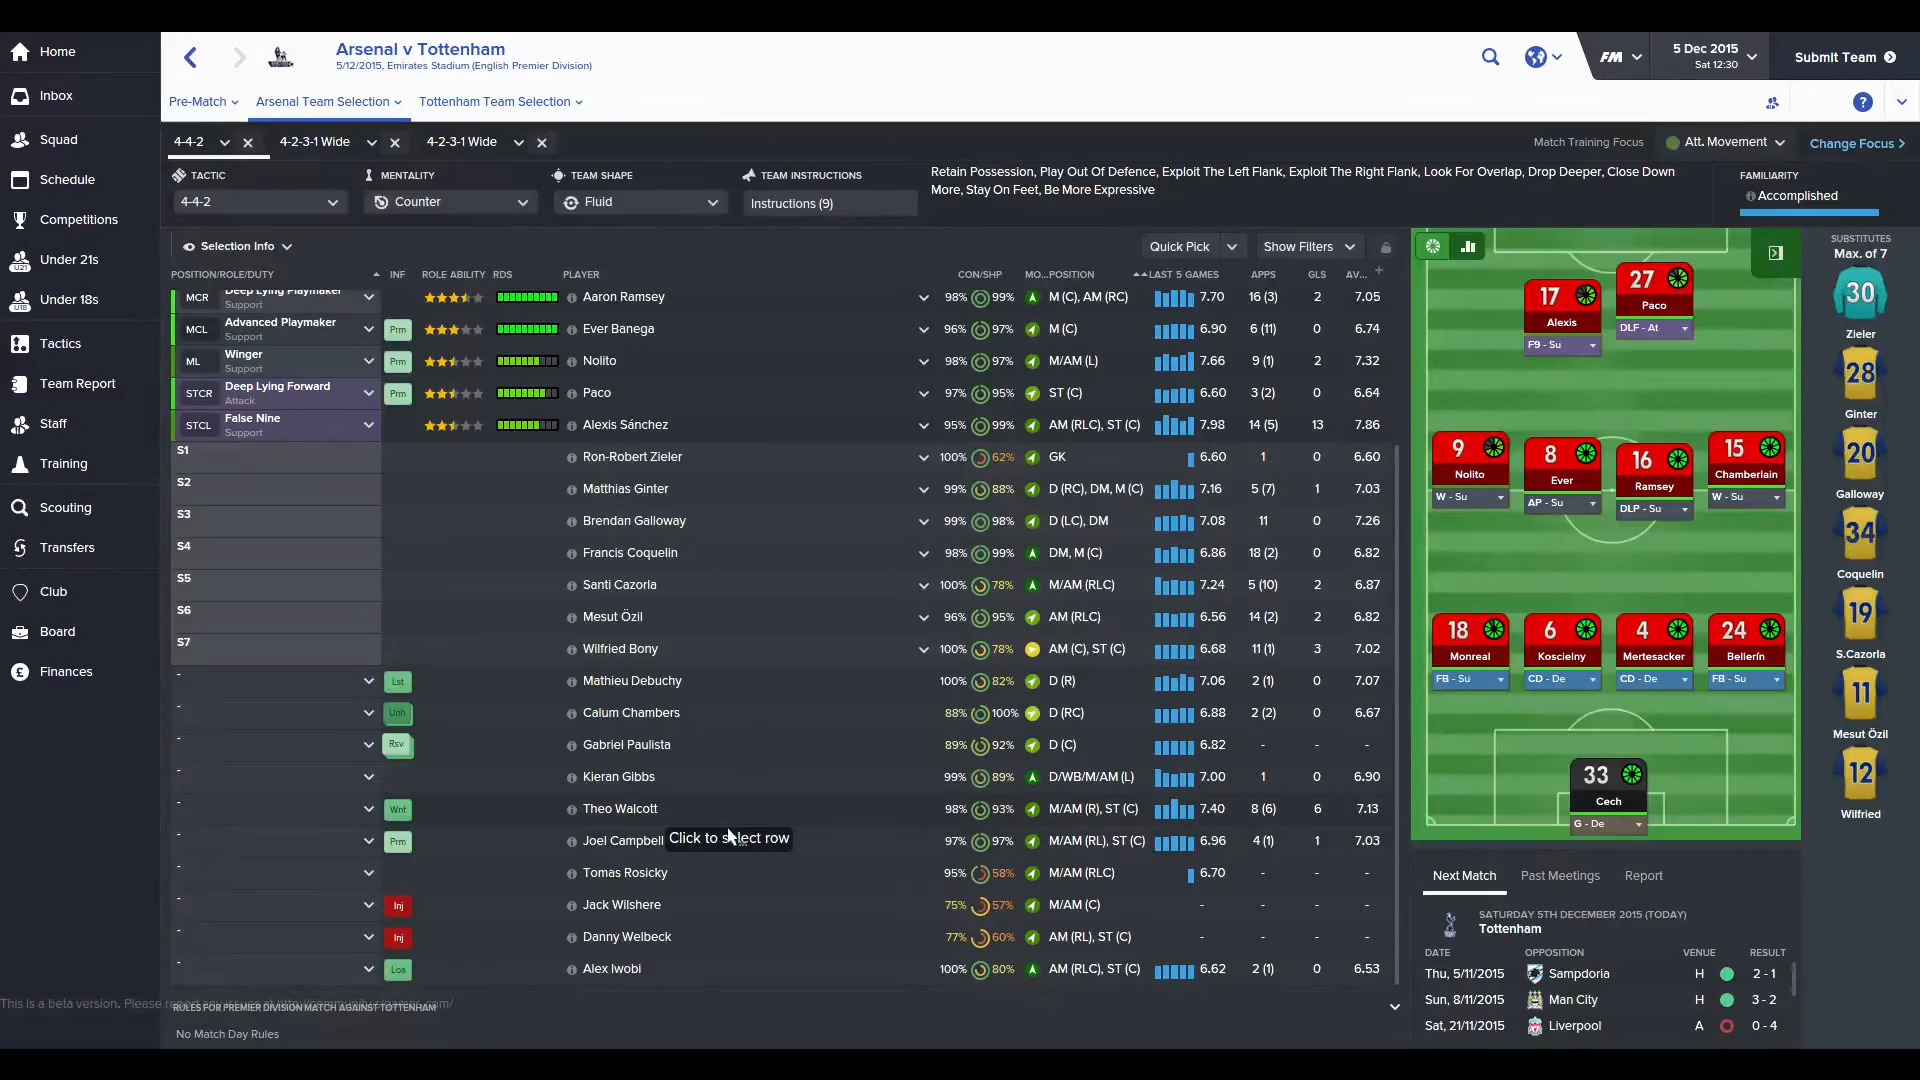 Home
Inbox
Squad
Schedule
Competitions
Under 21s
Under 18s
Tactics
Team Report
Staff
Training
Scouting
Transfers
Club
Board
Finances
Arsenal v Tottenham
5/12/2015, Emirates Stadium (English Premier Division)
FM
5 Dec 2015
Sat 12:30
Submit Team
Pre-Match
Arsenal Team Selection
Tottenham Team Selection
4-4-2
4-2-3-1 Wide
4-2-3-1 Wide
Match Training Focus
Att. Movement
Change Focus >
TACTIC
4-4-2
MENTALITY
Counter
TEAM SHAPE
Fluid
TEAM INSTRUCTIONS
Instructions (9)
Retain Possession, Play Out Of Defence, Exploit The Left Flank, Exploit The Right Flank, Look For Overlap, Drop Deeper, Close Down
More, Stay On Feet, Be More Expressive
FAMILIARITY
Accomplished
Selection Info
Quick Pick
Show Filters
POSITION/ROLE/DUTY INF ROLE ABILITY RDS PLAYER CON/SHP MO... POSITION LAST 5 GAMES APPS GLS AV...
MCR Deep Lying Playmaker Support Aaron Ramsey 98% 99% M (C), AM (RC) 7.70 16 (3) 2 7.05
MCL Advanced Playmaker Support Prm Ever Banega 96% 97% M (C) 6.90 6 (11) 0 6.74
ML Winger Support Prm Nolito 98% 97% M/AM (L) 7.66 9 (1) 2 7.32
STCR Deep Lying Forward Attack Prm Paco 97% 95% ST (C) 6.60 3 (2) 0 6.64
STCL False Nine Support Alexis Sánchez 95% 99% AM (RLC), ST (C) 7.98 14 (5) 13 7.86
S1 Ron-Robert Zieler 100% 62% GK 6.60 1 0 6.60
S2 Matthias Ginter 99% 88% D (RC), DM, M (C) 7.16 5 (7) 1 7.03
S3 Brendan Galloway 99% 98% D (LC), DM 7.08 11 0 7.26
S4 Francis Coquelin 98% 99% DM, M (C) 6.86 18 (2) 0 6.82
S5 Santi Cazorla 100% 78% M/AM (RLC) 7.24 5 (10) 2 6.87
S6 Mesut Özil 96% 95% AM (RLC) 6.56 14 (2) 2 6.82
S7 Wilfried Bony 100% 78% AM (C), ST (C) 6.68 11 (1) 3 7.02
- Lst Mathieu Debuchy 100% 82% D (R) 7.06 2 (1) 0 7.07
- Unh Calum Chambers 88% 100% D (RC) 6.88 2 (2) 0 6.67
- Rsv Gabriel Paulista 89% 92% D (C) 6.82 - - -
- Kieran Gibbs 99% 89% D/WB/M/AM (L) 7.00 1 0 6.90
- Wnt Theo Walcott 98% 93% M/AM (R), ST (C) 7.40 8 (6) 6 7.13
- Prm Joel Campbell 97% 97% M/AM (RL), ST (C) 6.96 4 (1) 1 7.03
Click to select row
- Tomas Rosicky 95% 58% M/AM (RLC) 6.70 - - -
- Inj Jack Wilshere 75% 57% M/AM (C) - - - -
- Inj Danny Welbeck 77% 60% AM (RL), ST (C) - - - -
- Loa Alex Iwobi 100% 80% AM (RLC), ST (C) 6.62 2 (1) 0 6.53
This is a beta version. Please report any issues at http://community.sigames.com/
RULES FOR PREMIER DIVISION MATCH AGAINST TOTTENHAM
No Match Day Rules
17
Alexis
F9 - Su
27
Paco
DLF - At
9
Nolito
W - Su
8
Ever
AP - Su
16
Ramsey
DLP - Su
15
Chamberlain
W - Su
18
Monreal
FB - Su
6
Koscielny
CD - De
4
Mertesacker
CD - De
24
Bellerín
FB - Su
33
Cech
G - De
SUBSTITUTES
Max. of 7
30
Zieler
28
Ginter
20
Galloway
34
Coquelin
19
S.Cazorla
11
Mesut Özil
12
Wilfried
Next Match
Past Meetings
Report
SATURDAY 5TH DECEMBER 2015 (TODAY)
Tottenham
DATE OPPOSITION VENUE RESULT
Thu, 5/11/2015 Sampdoria H 2 - 1
Sun, 8/11/2015 Man City H 3 - 2
Sat, 21/11/2015 Liverpool A 0 - 4